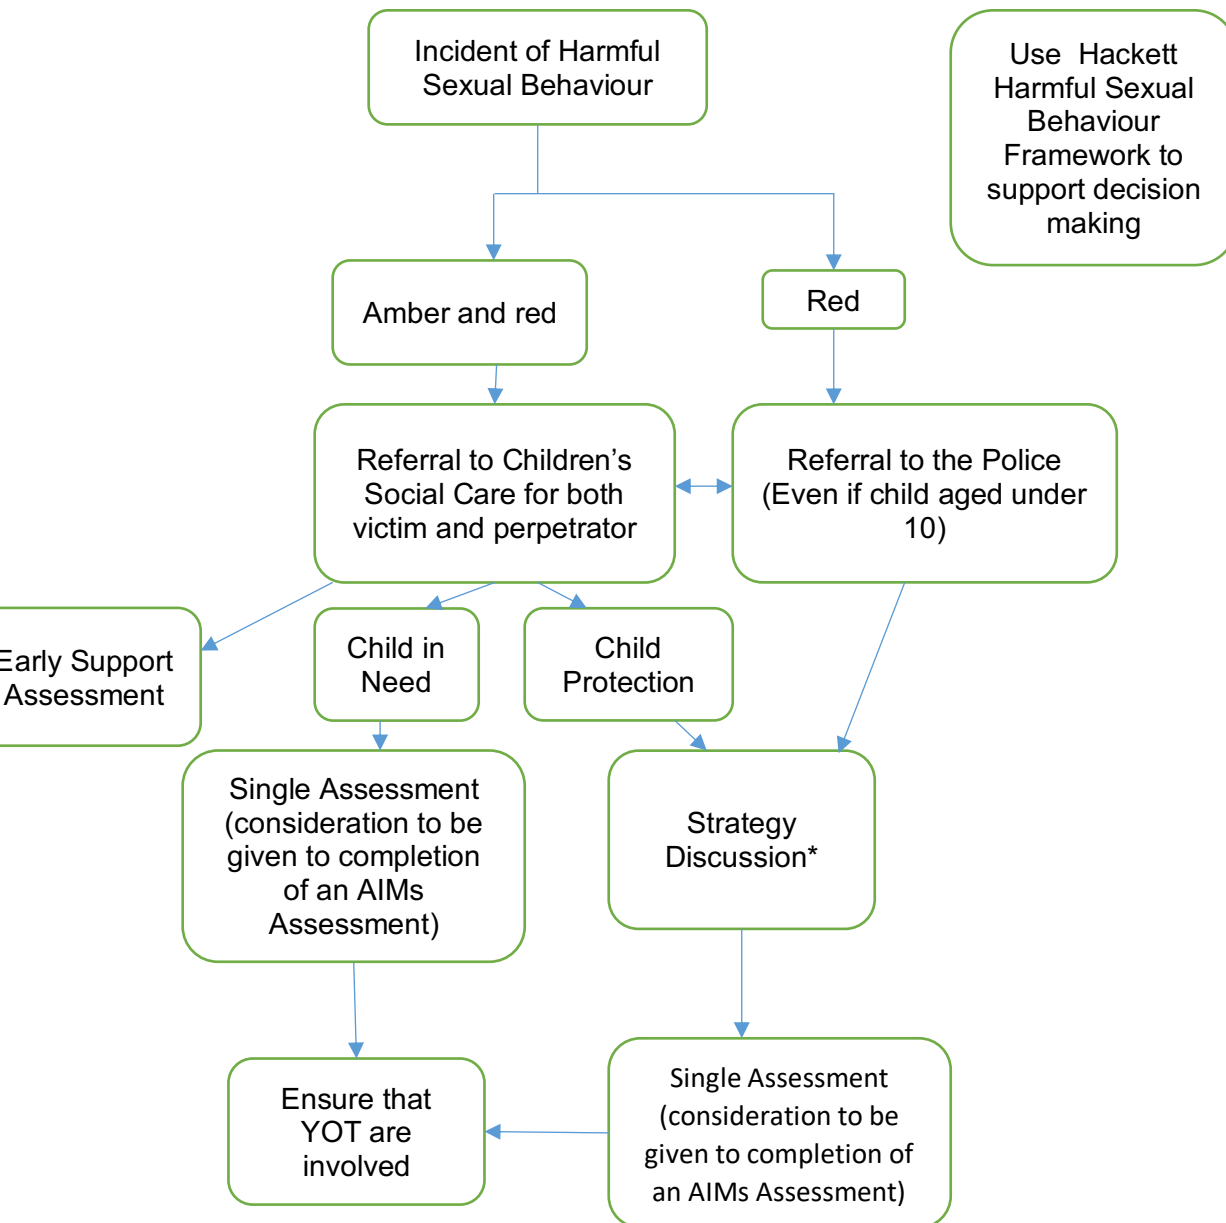 Incident of Harmful
Sexual Behaviour
Use Hackett
Harmful Sexual
Behaviour
Framework to
support decision
making
Amber and red
Red
Referral to Children’s
Social Care for both
victim and perpetrator
Referral to the Police
(Even if child aged under
10)
Early Support
Assessment
Child in
Need
Child
Protection
Single Assessment
(consideration to be
given to completion
of an AIMs
Assessment)
Strategy
Discussion*
Ensure that
YOT are
involved
Single Assessment
(consideration to be
given to completion of
an AIMs Assessment)